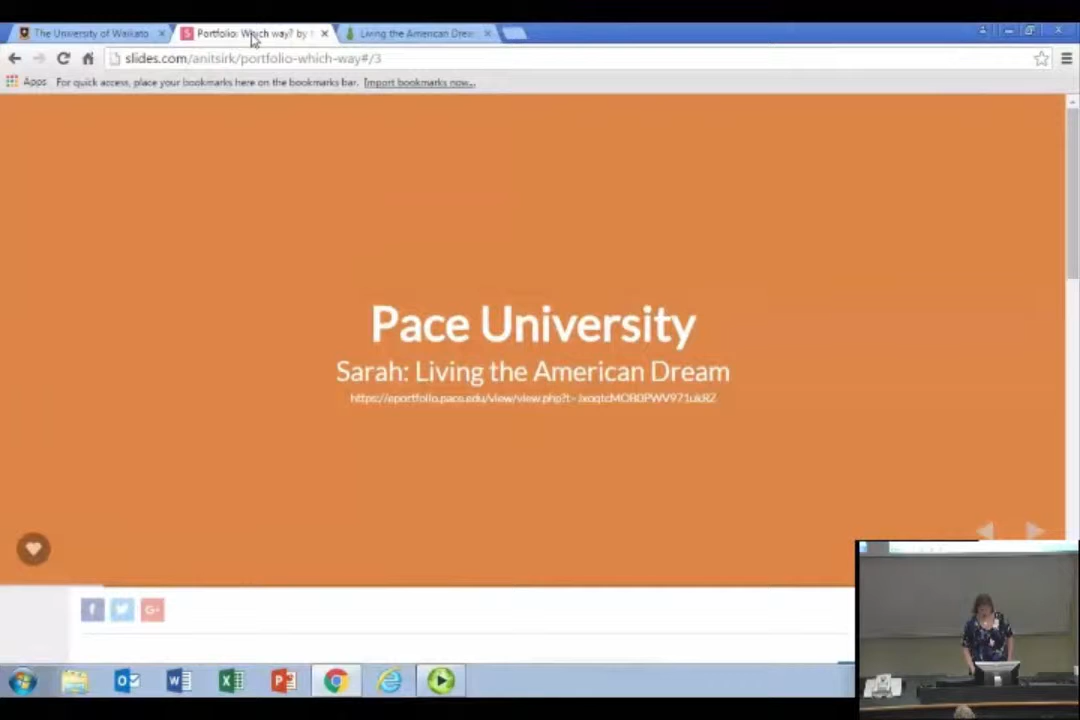 The University of Waikato
Portfolio: Which way? by
Living the American Drea
slides.com/anitsirk/portfolio-which-way#/3
Apps For quick access, place your bookmarks here on the bookmarks bar. Import bookmarks now...
Pace University
Sarah: Living the American Dream